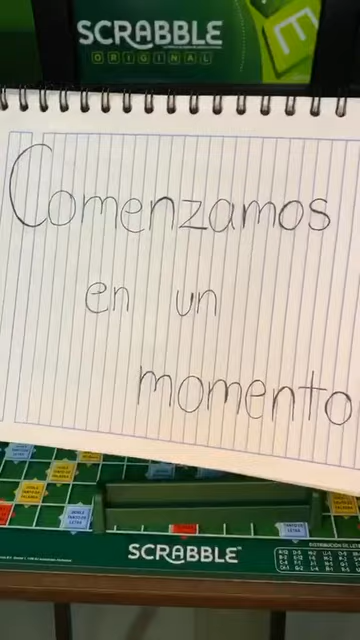 SCRABBLE
ORIGINAL
Comenzamos
en un
momento
SCRABBLE